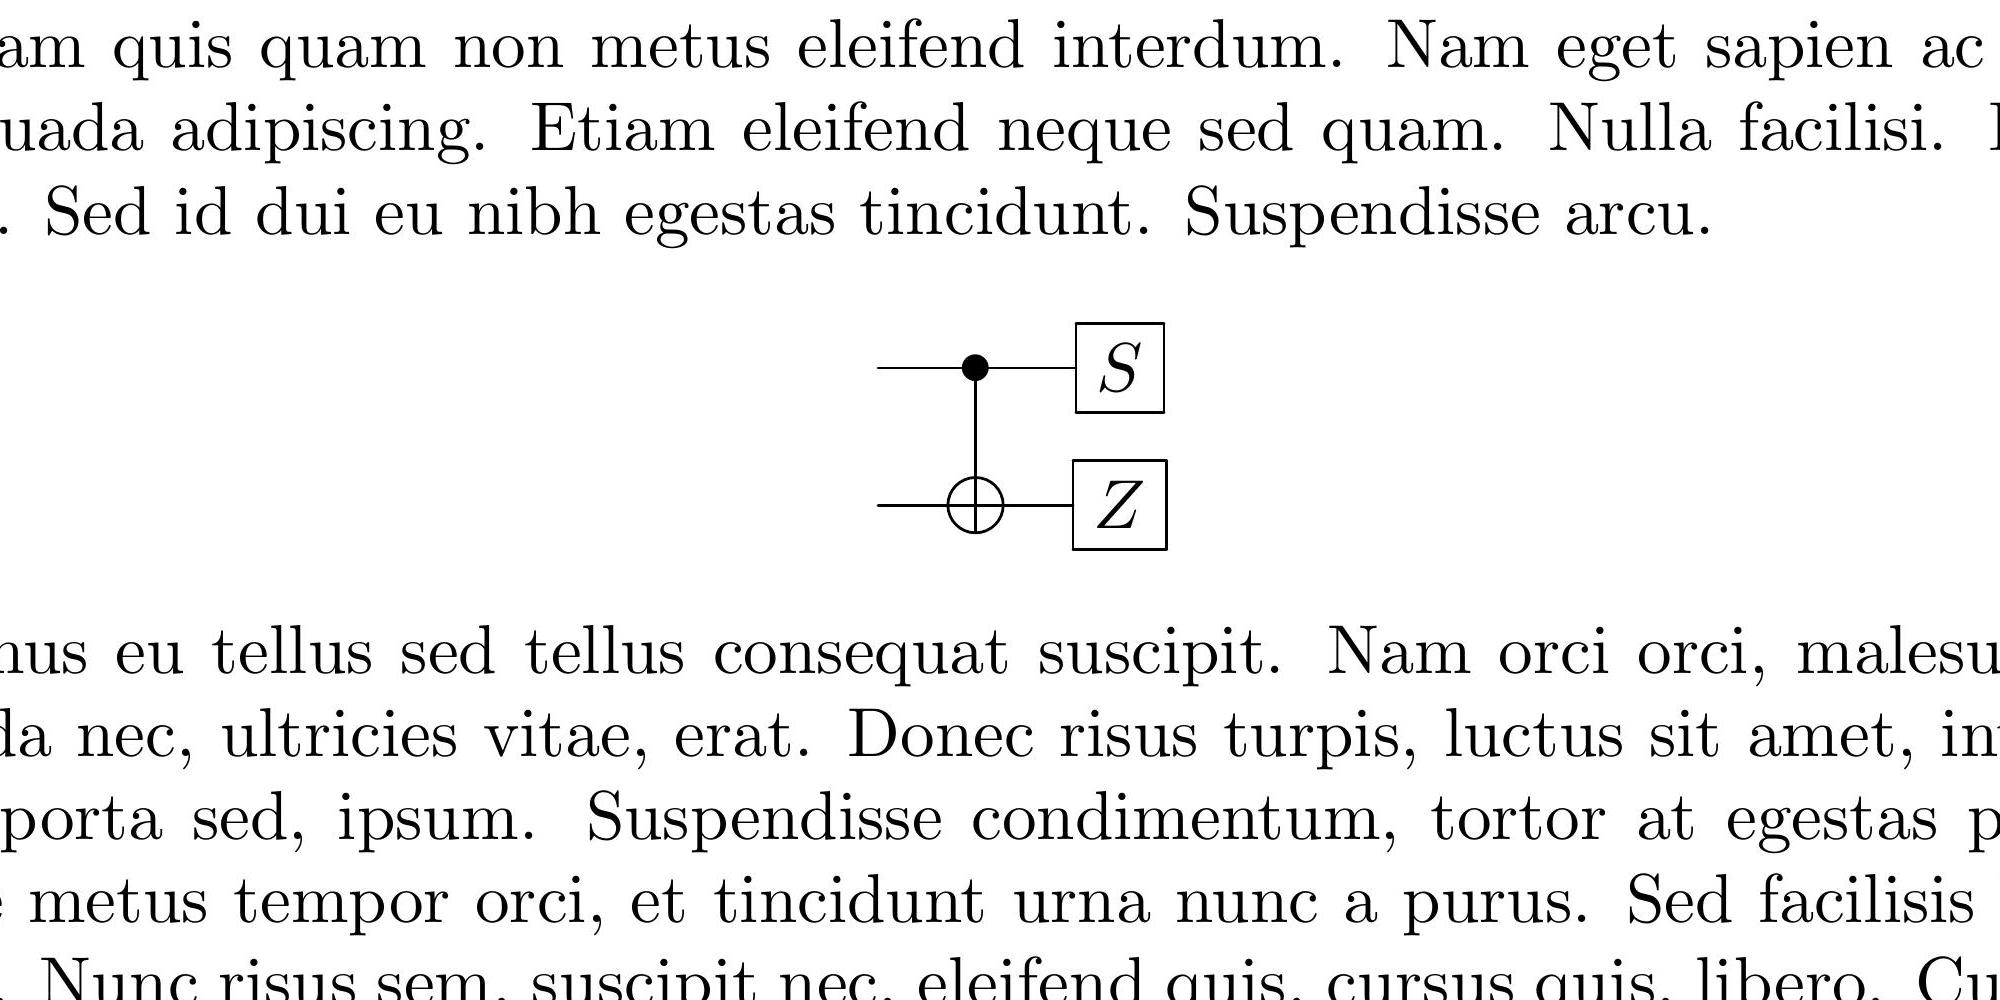 am quis quam non metus eleifend interdum. Nam eget sapien ac
uada adipiscing. Etiam eleifend neque sed quam. Nulla facilisi.
. Sed id dui eu nibh egestas tincidunt. Suspendisse arcu.
S
Z
nus eu tellus sed tellus consequat suscipit. Nam orci orci, malesu
da nec, ultricies vitae, erat. Donec risus turpis, luctus sit amet, in
porta sed, ipsum. Suspendisse condimentum, tortor at egestas p
metus tempor orci, et tincidunt urna nunc a purus. Sed facilisis
. Nunc risus sem, suscipit nec, eleifend quis, cursus quis, libero. Cu